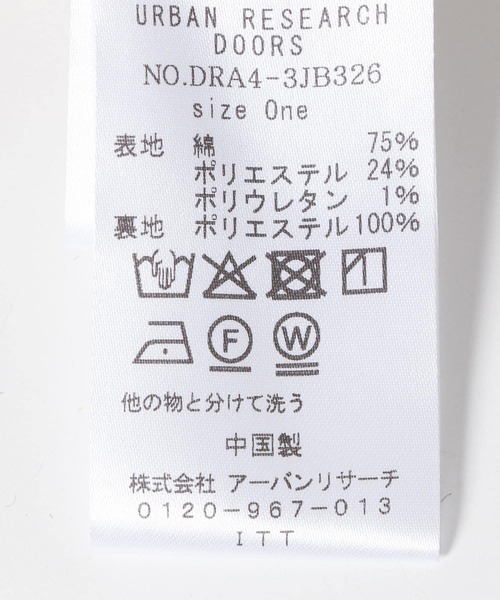 URBAN RESEARCH
DOORS
NO.DRA4-3JB326
size One
表地 綿 75%
ポリエステル 24%
ポリウレタン 1%
裏地 ポリエステル 100%
F W
他の物と分けて洗う
中国製
株式会社 アーバンリサーチ
0120-967-013
ITT